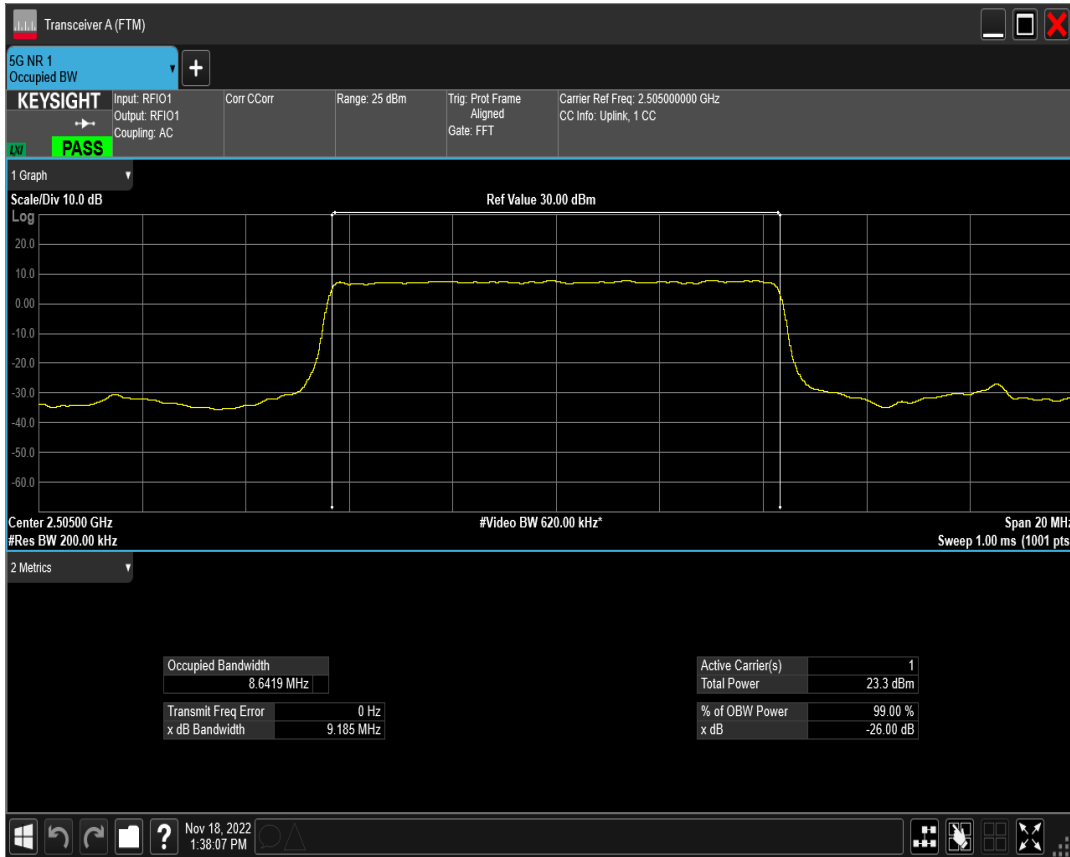 Transceiver A (FTM)
5G NR 1
Occupied BW
+
KEYSIGHT
Input: RFIO1
Output: RFIO1
Coupling: AC
Corr CCorr
Range: 25 dBm
Trig: Prot Frame
Aligned
Gate: FFT
Carrier Ref Freq: 2.505000000 GHz
CC Info: Uplink, 1 CC
LXI
PASS
1 Graph
Scale/Div 10.0 dB
Ref Value 30.00 dBm
Log
20.0
10.0
0.00
-10.0
-20.0
-30.0
-40.0
-50.0
-60.0
Center 2.50500 GHz
#Video BW 620.00 kHz*
Span 20 MHz
#Res BW 200.00 kHz
Sweep 1.00 ms (1001 pts
2 Metrics
Occupied Bandwidth
8.6419 MHz
Transmit Freq Error 0 Hz
x dB Bandwidth 9.185 MHz
Active Carrier(s) 1
Total Power 23.3 dBm
% of OBW Power 99.00 %
x dB -26.00 dB
?
Nov 18, 2022
1:38:07 PM